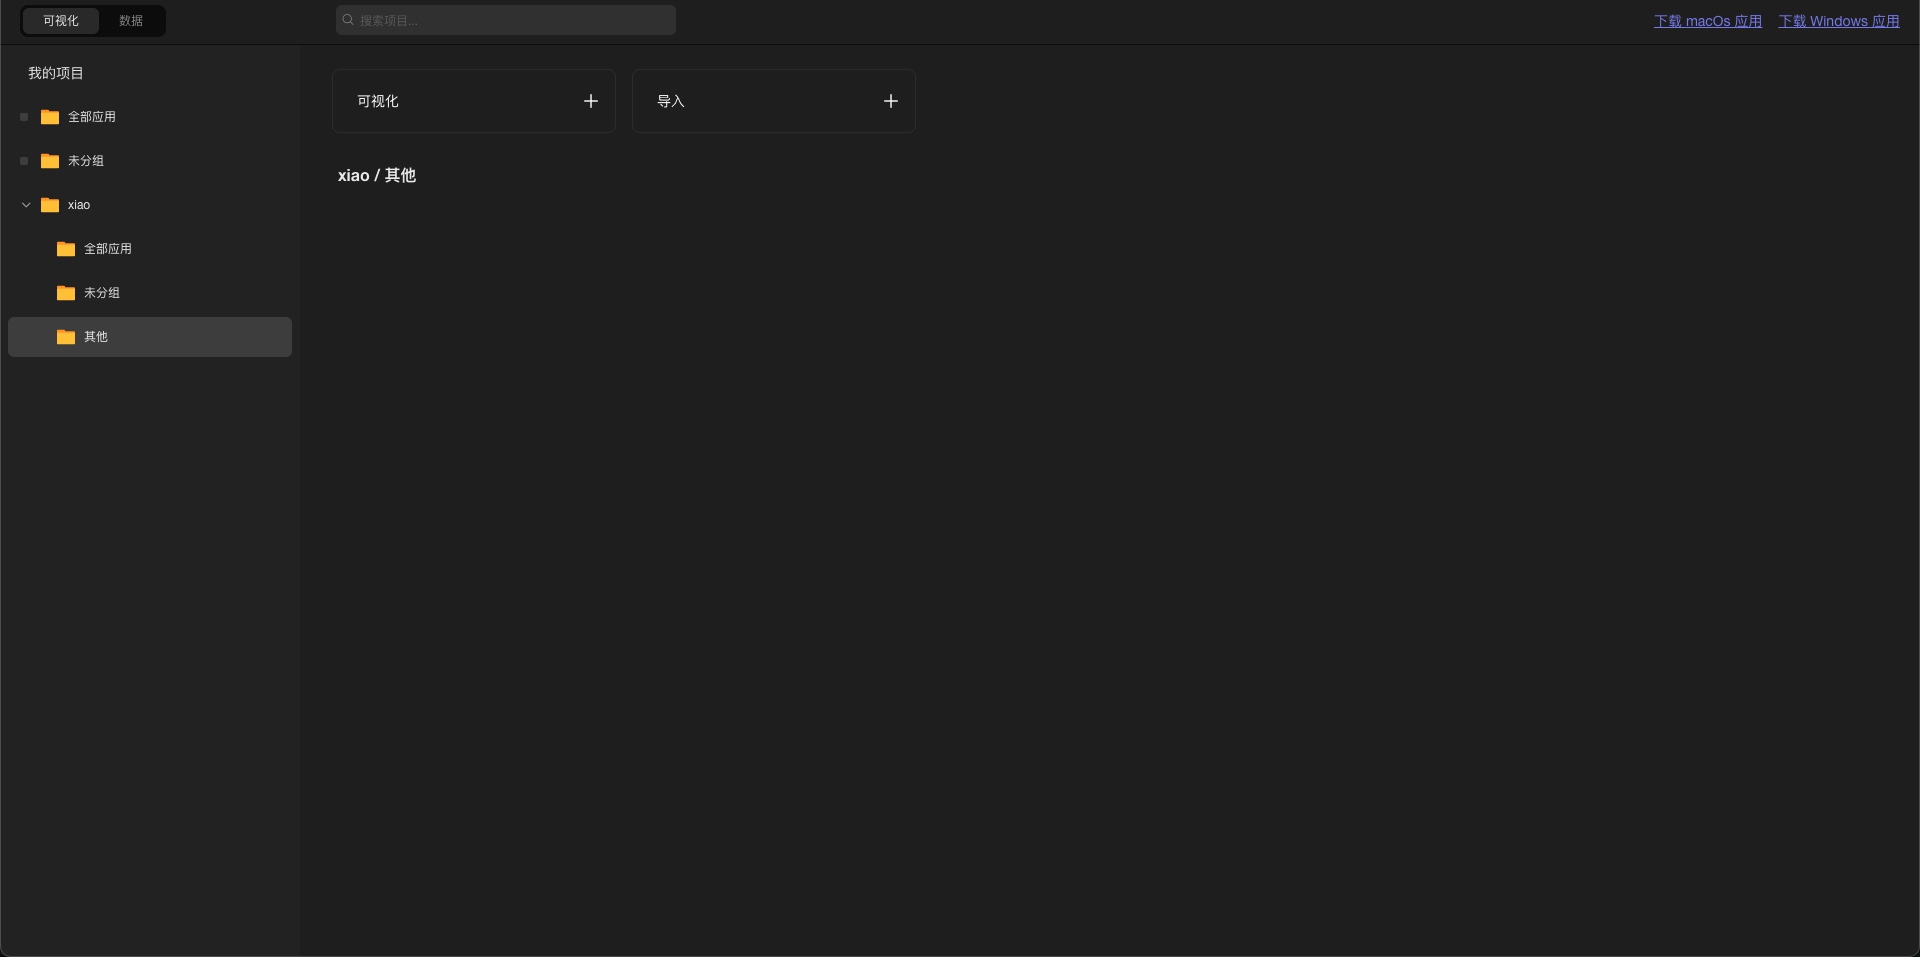 可视化 数据 搜索项目... 下载 macOs 应用 下载 Windows 应用
我的项目
全部应用
未分组
xiao
全部应用
未分组
其他
可视化
导入
xiao / 其他